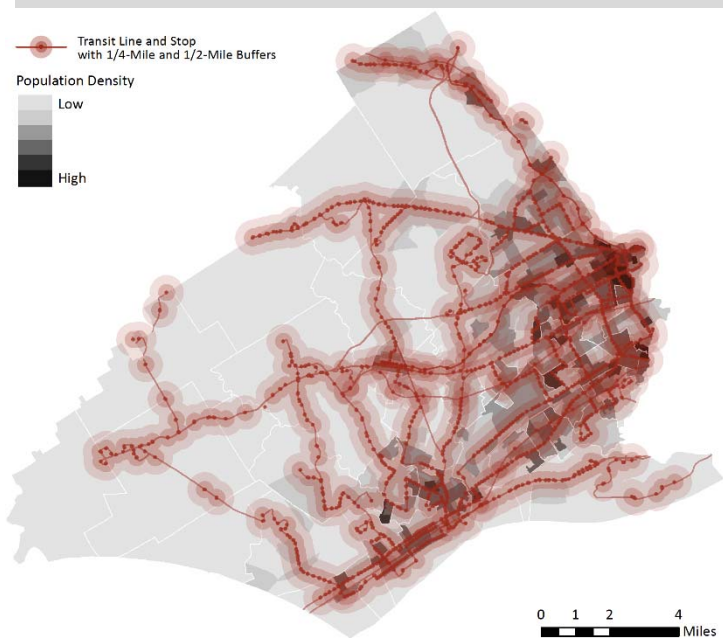 Transit Line and Stop
with 1/4-Mile and 1/2-Mile Buffers
Population Density
Low
High
0 1 2 4
Miles